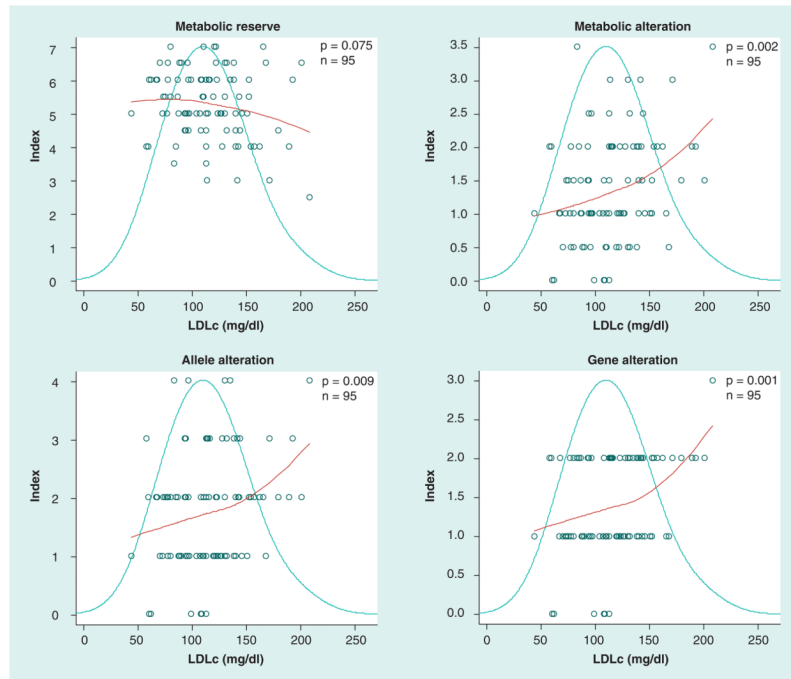 Metabolic reserve
p = 0.075
n = 95
Index
7
6
5
4
3
2
1
0
0 50 100 150 200 250
LDLc (mg/dl)
Metabolic alteration
p = 0.002
n = 95
Index
3.5
3.0
2.5
2.0
1.5
1.0
0.5
0.0
0 50 100 150 200 250
LDLc (mg/dl)
Allele alteration
p = 0.009
n = 95
Index
4
3
2
1
0
0 50 100 150 200 250
LDLc (mg/dl)
Gene alteration
p = 0.001
n = 95
Index
3.0
2.5
2.0
1.5
1.0
0.5
0.0
0 50 100 150 200 250
LDLc (mg/dl)